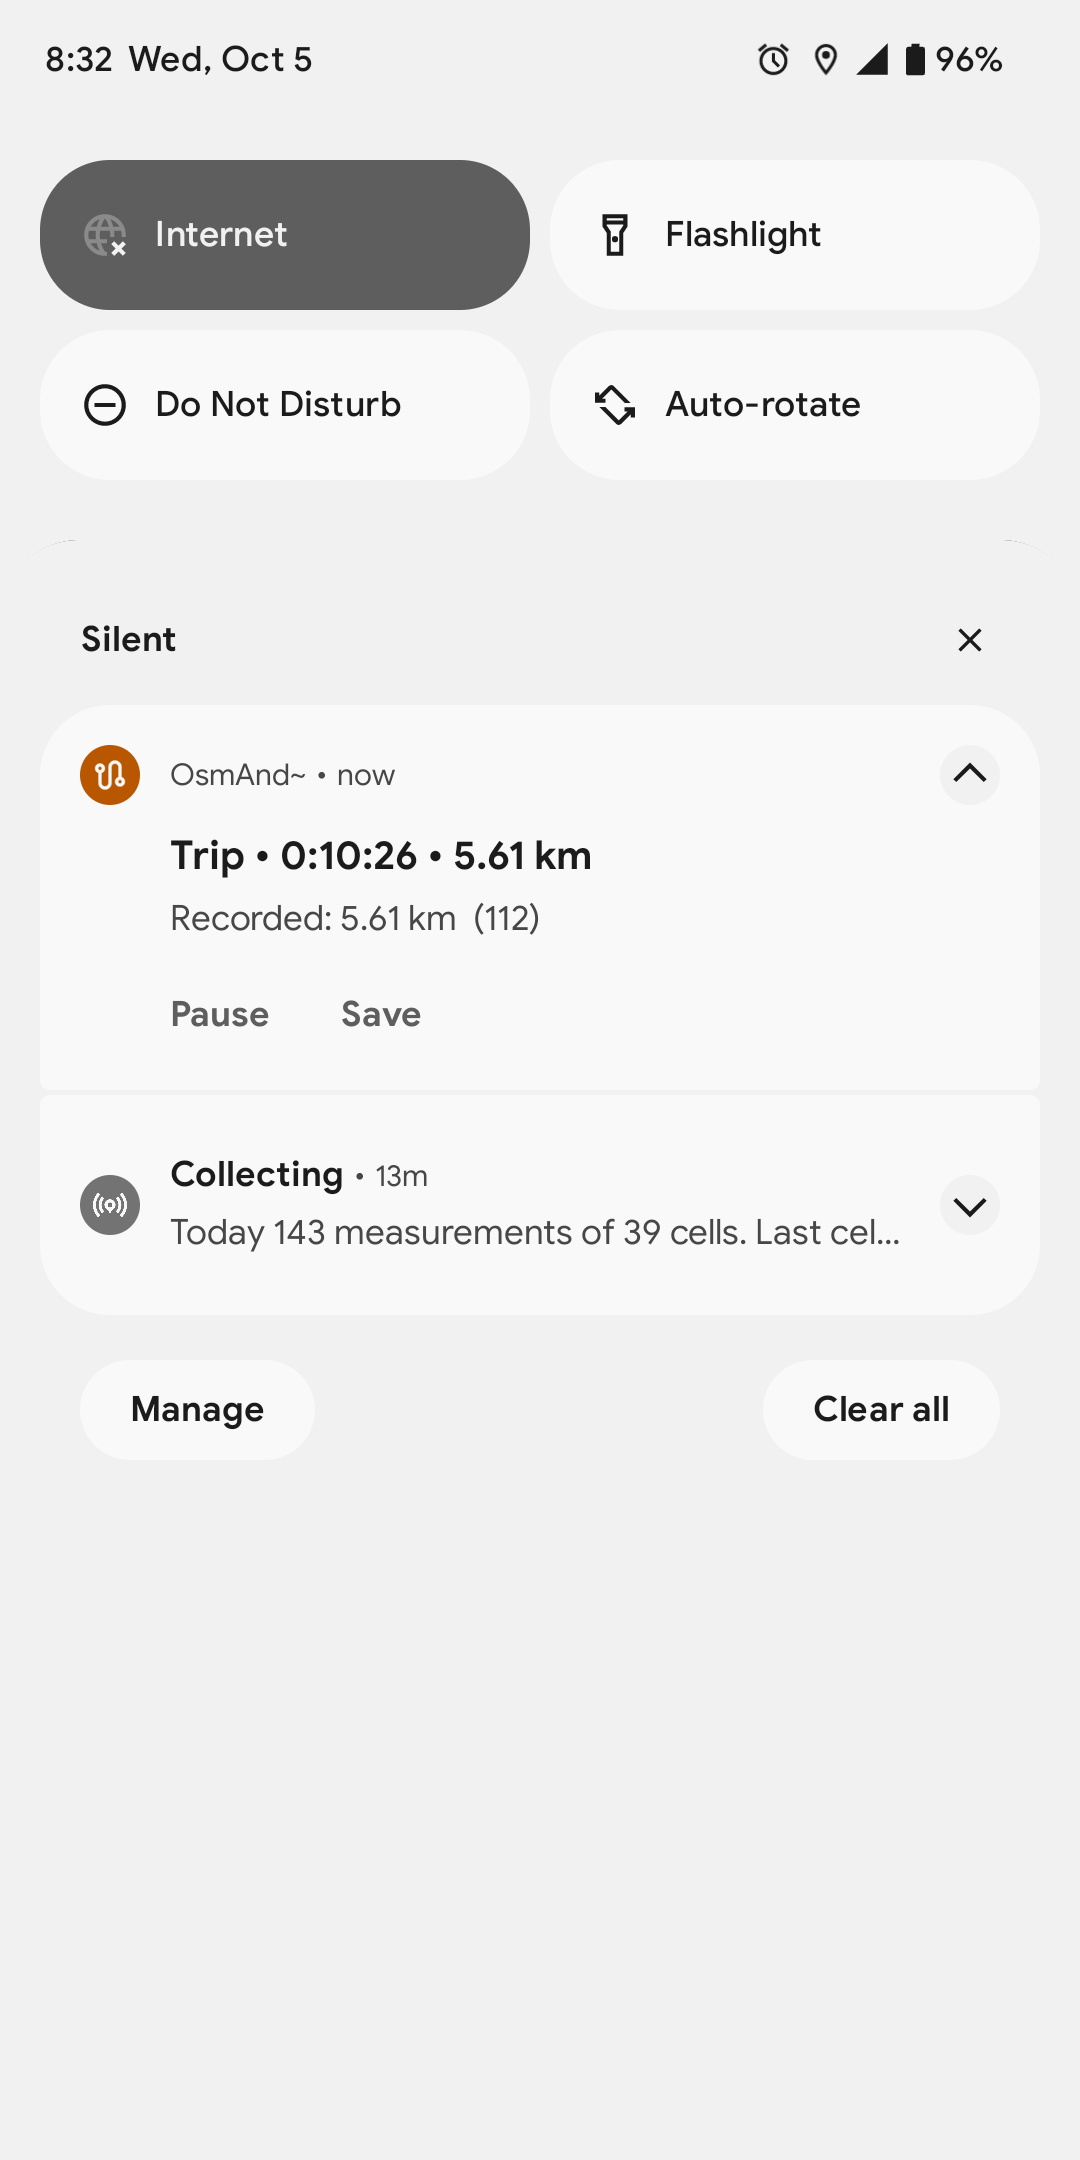 8:32 Wed, Oct 5 96%
Internet
Flashlight
Do Not Disturb
Auto-rotate
Silent
OsmAnd~ • now
Trip • 0:10:26 • 5.61 km
Recorded: 5.61 km (112)
Pause Save
Collecting • 13m
Today 143 measurements of 39 cells. Last cel...
Manage
Clear all